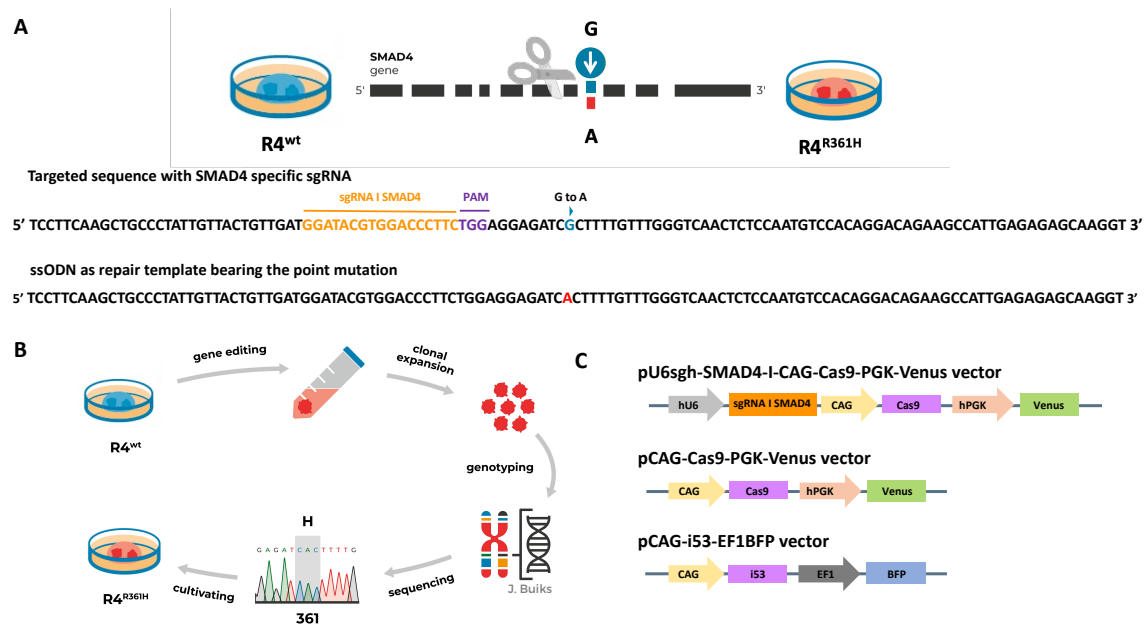 A
SMAD4
gene
G
5'
3'
A
R4wt
R4R361H
Targeted sequence with SMAD4 specific sgRNA
sgRNA I SMAD4
PAM
G to A
5’ TCCTTCAAGCTGCCCTATTGTTACTGTTGATGGATACGTGGACCCTTCTGGAGGAGATCGCTTTTGTTTGGGTCAACTCTCCAATGTCCACAGGACAGAAGCCATTGAGAGAGCAAGGT 3’
ssODN as repair template bearing the point mutation
5’ TCCTTCAAGCTGCCCTATTGTTACTGTTGATGGATACGTGGACCCTTCTGGAGGAGATCACTTTTGTTTGGGTCAACTCTCCAATGTCCACAGGACAGAAGCCATTGAGAGAGCAAGGT 3’
B
gene editing
clonal
expansion
R4wt
genotyping
J. Buiks
sequencing
H
GAGATCACTTTTG
361
cultivating
R4R361H
C
pU6sgh-SMAD4-I-CAG-Cas9-PGK-Venus vector
hU6
sgRNA I SMAD4
CAG
Cas9
hPGK
Venus
pCAG-Cas9-PGK-Venus vector
CAG
Cas9
hPGK
Venus
pCAG-i53-EF1BFP vector
CAG
i53
EF1
BFP